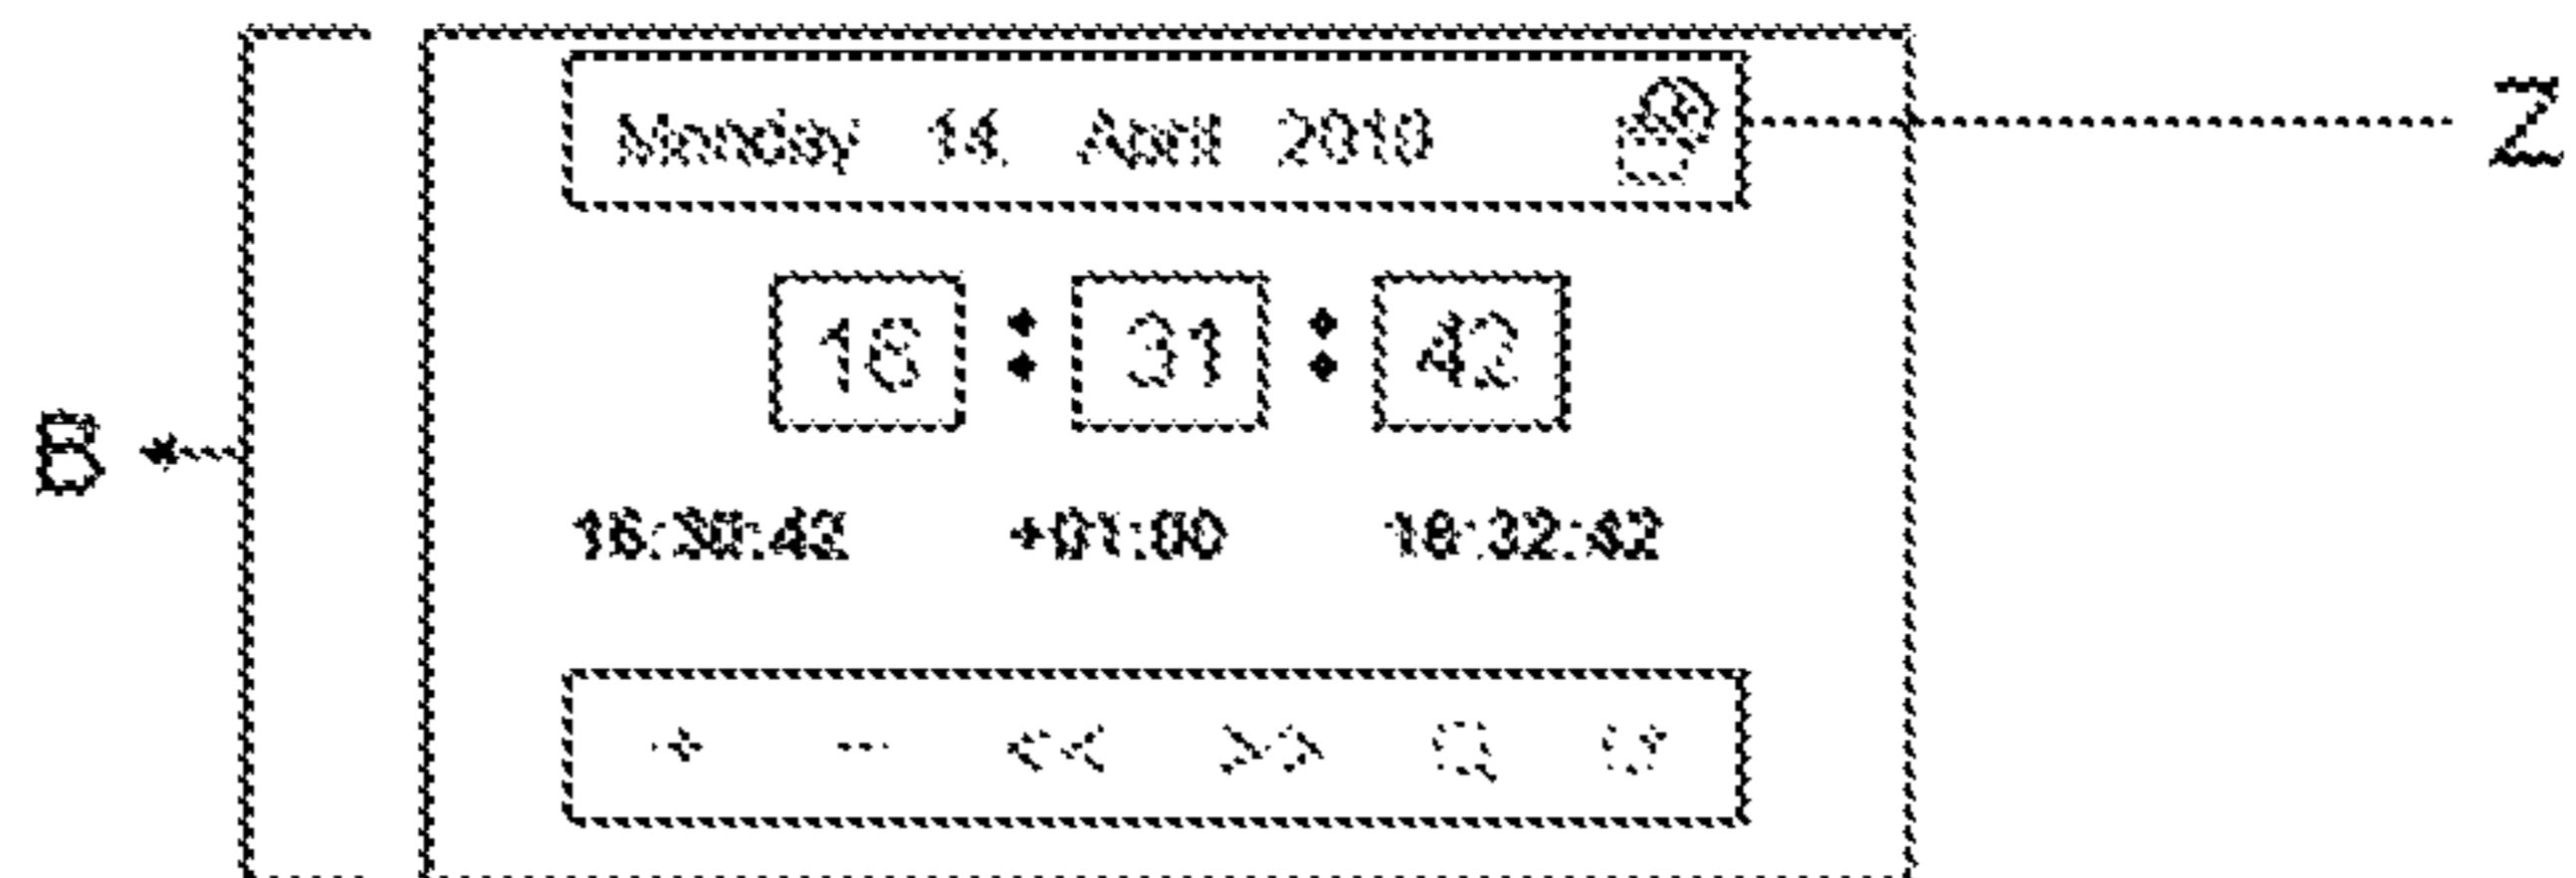 Monday 14 April 2010
Z
16 : 31 : 42
B
16:30:42 +01:00 16:32:42
+ - << >>